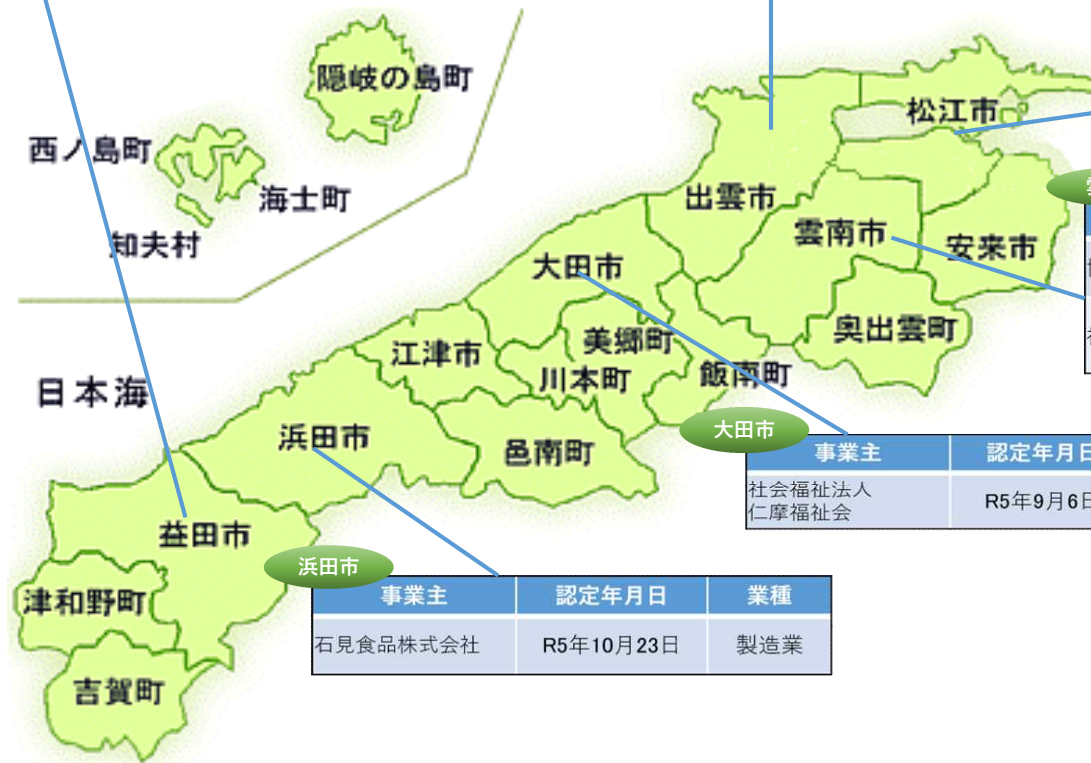 隠岐の島町
西ノ島町
海士町
知夫村
松江市
出雲市
雲南市
安来市
大田市
奥出雲町
美郷町
江津市
川本町
飯南町
日本海
浜田市
邑南町
益田市
津和野町
吉賀町
大田市
事業主 認定年月日
社会福祉法人
仁摩福祉会
R5年9月6日
浜田市
事業主 認定年月日 業種
石見食品株式会社 R5年10月23日 製造業